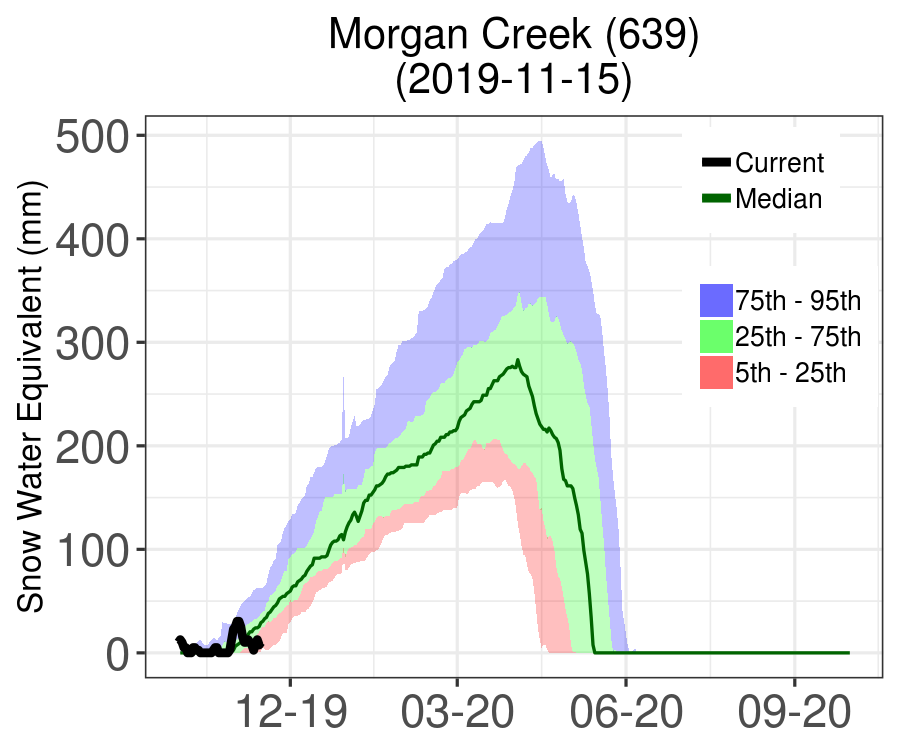 Morgan Creek (639)
(2019-11-15)
Snow Water Equivalent (mm)
500
400
300
200
100
0
Current
Median
75th - 95th
25th - 75th
5th - 25th
12-19 03-20 06-20 09-20